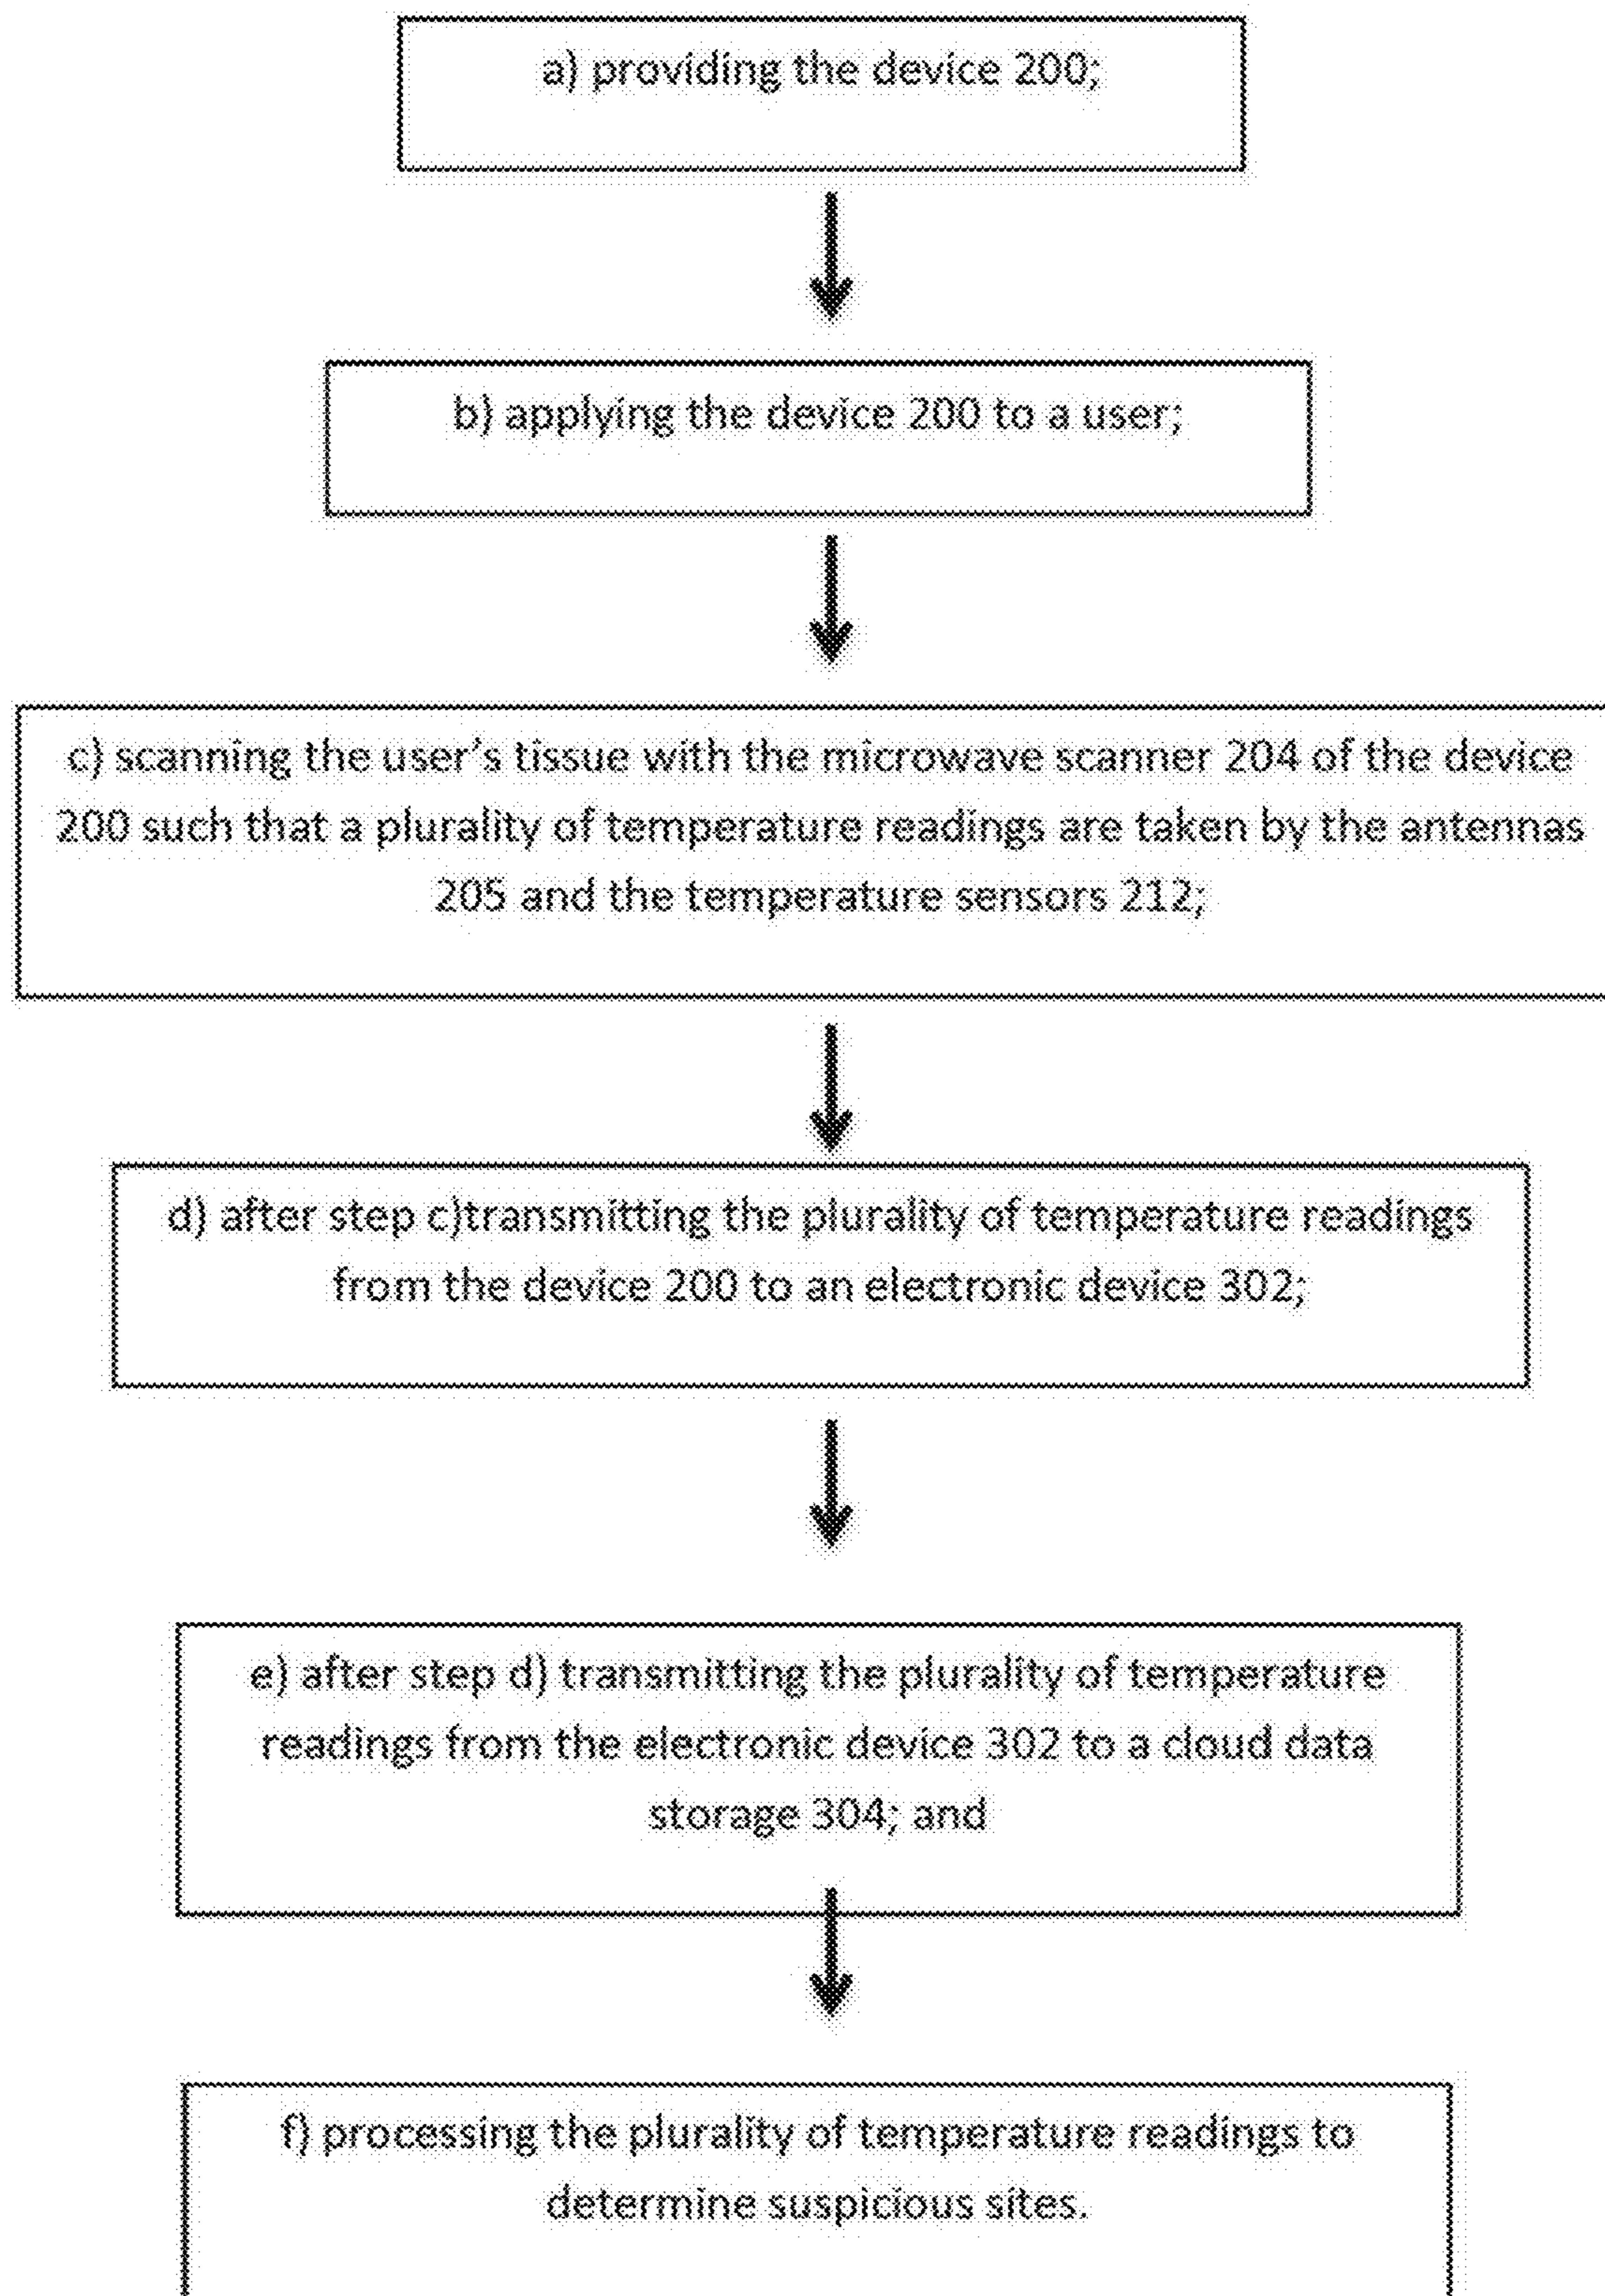 a) providing the device 200;
b) applying the device 200 to a user;
c) scanning the user's tissue with the microwave scanner 204 of the device
200 such that a plurality of temperature readings are taken by the antennas
205 and the temperature sensors 212;
d) after step c)transmitting the plurality of temperature readings
from the device 200 to an electronic device 302;
e) after step d) transmitting the plurality of temperature
readings from the electronic device 302 to a cloud data
storage 304; and
f) processing the plurality of temperature readings to
determine suspicious sites.